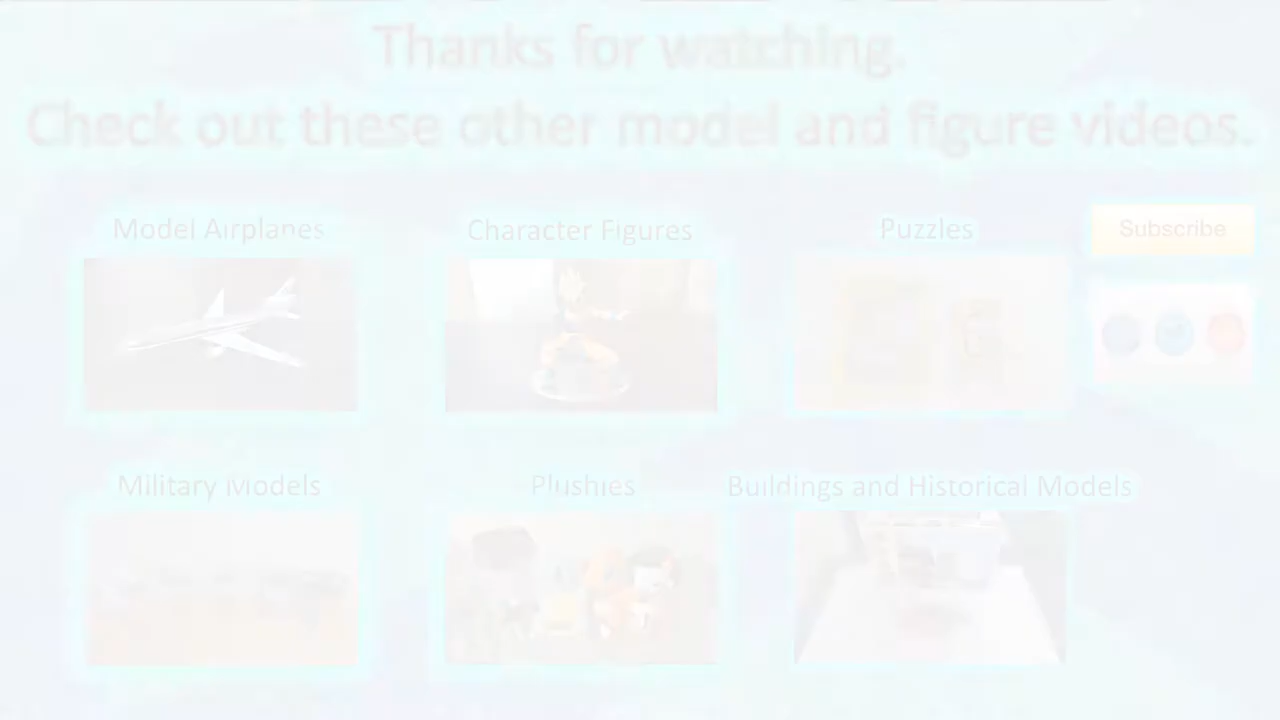 Thanks for watching.
Check out these other model and figure videos.
Model Airplanes
Character Figures
Puzzles
Subscribe
Military Models
Plushies
Buildings and Historical Models